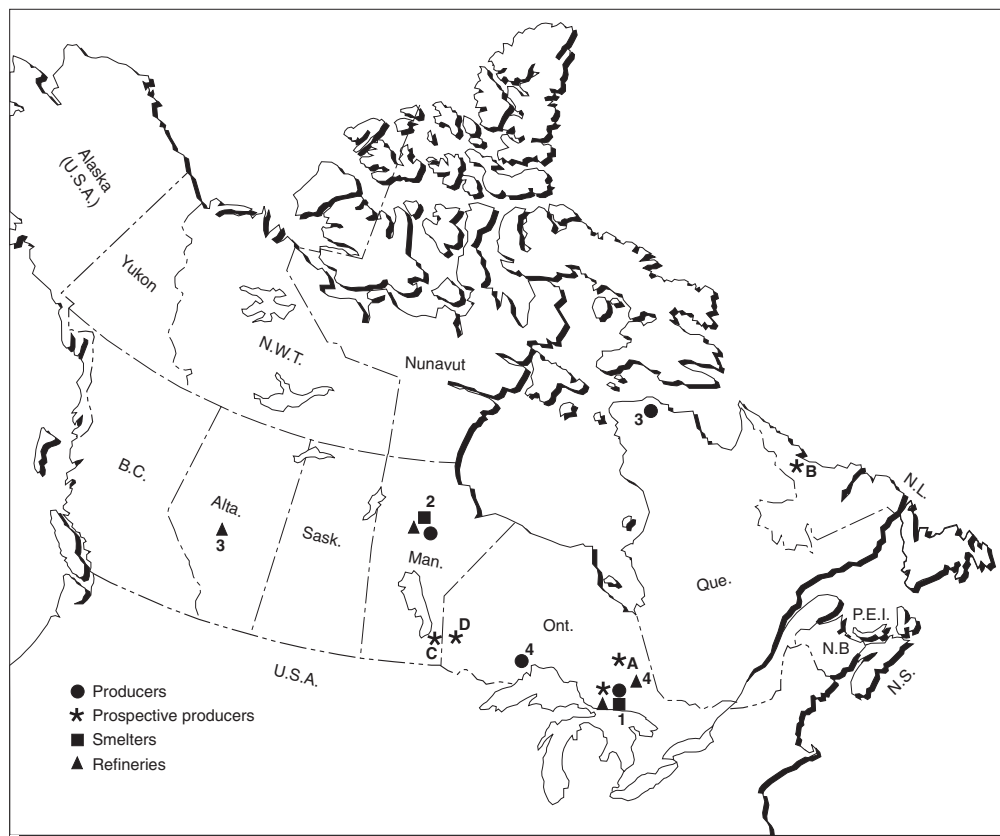 Alaska
(U.S.A.)
Yukon
N.W.T.
Nunavut
3
B
N.L.
B.C.
Alta.
3
Sask.
2
Man.
Que.
P.E.I.
N.B
N.S.
Ont.
D
C
4
A
4
1
U.S.A.
Producers
Prospective producers
Smelters
Refineries